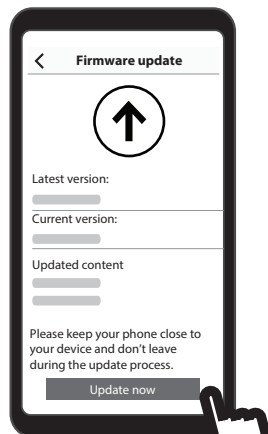 Firmware update
Latest version:
Current version:
Updated content
Please keep your phone close to
your device and don't leave
during the update process.
Update now